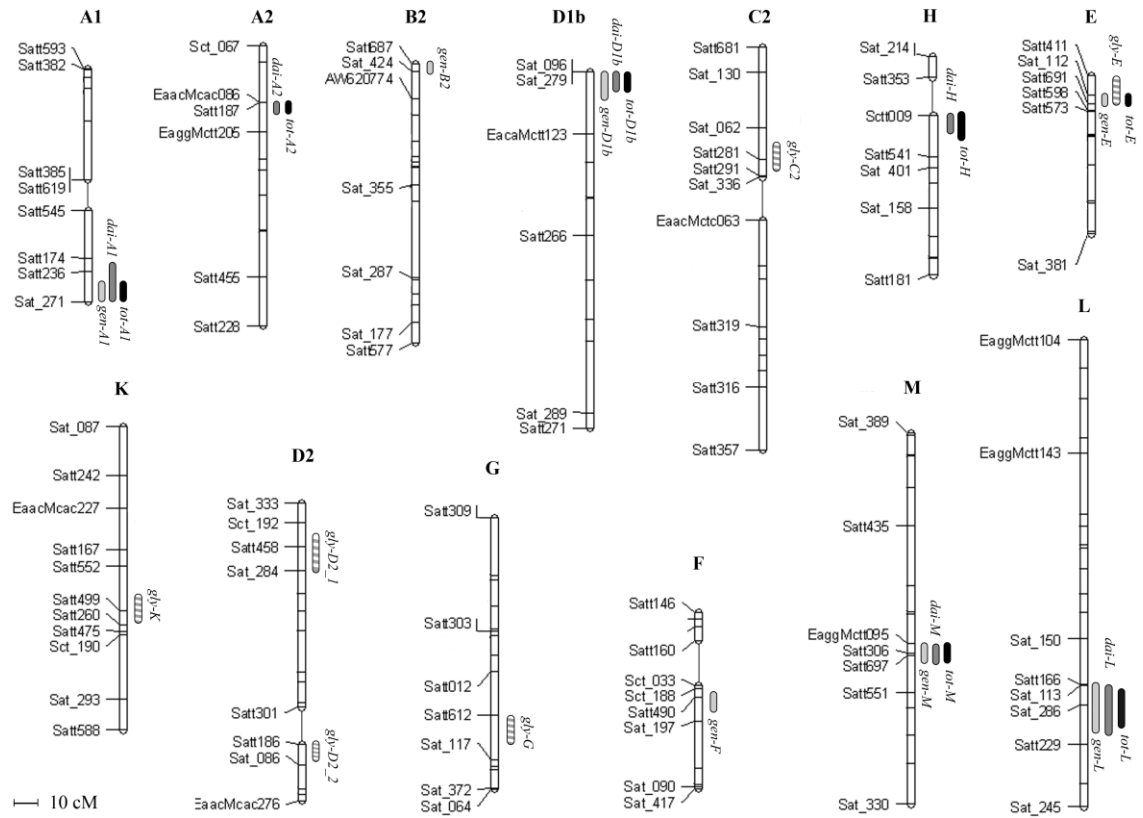 A1
Satt593
Satt382
Satt385
Satt619
Satt545
Satt174
Satt236
Sat_271
dai-A1
gen-A1
tot-A1
A2
Sct_067
EaacMcac086
Satt187
EaggMctt205
Satt455
Satt228
dai-A2
tot-A2
B2
Satt687
Sat_424
AW620774
Sat_355
Sat_287
Sat_177
Satt577
gen-B2
D1b
Sat_096
Sat_279
EacaMctt123
Satt266
Sat_289
Satt271
dai-D1b
gen-D1b
tot-D1b
C2
Satt681
Sat_130
Sat_062
Satt281
Satt291
Sat_336
EaacMctc063
Satt319
Satt316
Satt357
gly-C2
H
Sat_214
Satt353
Sctt009
Satt541
Sat_401
Sat_158
Satt181
dai-H
tot-H
E
Satt411
Sat_112
Satt691
Satt598
Satt573
Sat_381
gly-E
gen-E
tot-E
K
Sat_087
Satt242
EaacMcac227
Satt167
Satt552
Satt499
Satt260
Satt475
Sct_190
Sat_293
Satt588
gly-K
D2
Sat_333
Sct_192
Satt458
Sat_284
Satt301
Satt186
Sat_086
EaacMcac276
gly-D2_1
gly-D2_2
G
Satt309
Satt303
Satt012
Satt612
Sat_117
Sat_372
Sat_064
gly-G
F
Satt146
Satt160
Sct_033
Sct_188
Satt490
Sat_197
Sat_090
Sat_417
gen-F
M
Sat_389
Satt435
EaggMctt095
Satt306
Satt697
Satt551
Sat_330
dai-M
gen-M
tot-M
L
EaggMctt104
EaggMctt143
Sat_150
Satt166
Sat_113
Sat_286
Satt229
Sat_245
dai-L
gen-L
tot-L
10 cM